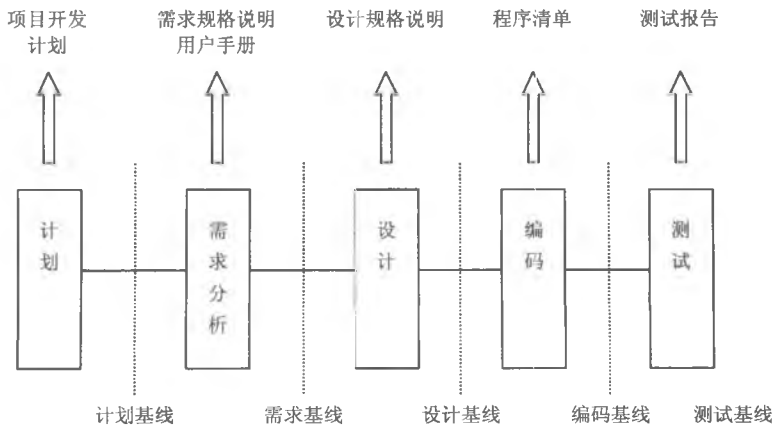 项目开发
计划
需求规格说明
用户手册
设计规格说明
程序清单
测试报告
计划
需求分析
设计
编码
测试
计划基线
需求基线
设计基线
编码基线
测试基线